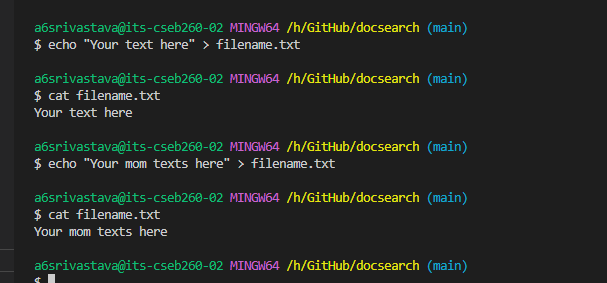 a6srivastava@its-cseb260-02 MINGW64 /h/GitHub/docsearch (main)
$ echo "Your text here" > filename.txt
a6srivastava@its-cseb260-02 MINGW64 /h/GitHub/docsearch (main)
$ cat filename.txt
Your text here
a6srivastava@its-cseb260-02 MINGW64 /h/GitHub/docsearch (main)
$ echo "Your mom texts here" > filename.txt
a6srivastava@its-cseb260-02 MINGW64 /h/GitHub/docsearch (main)
$ cat filename.txt
Your mom texts here
a6srivastava@its-cseb260-02 MINGW64 /h/GitHub/docsearch (main)
$